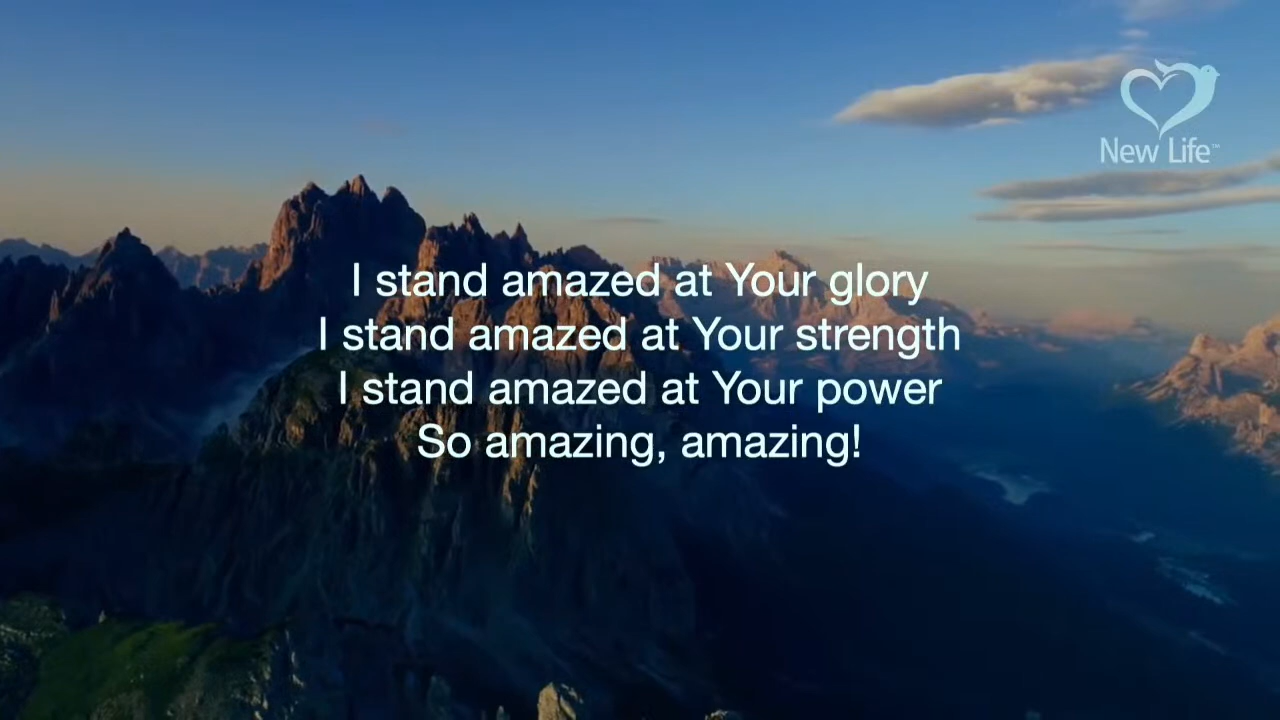 New Life™
I stand amazed at Your glory
I stand amazed at Your strength
I stand amazed at Your power
So amazing, amazing!